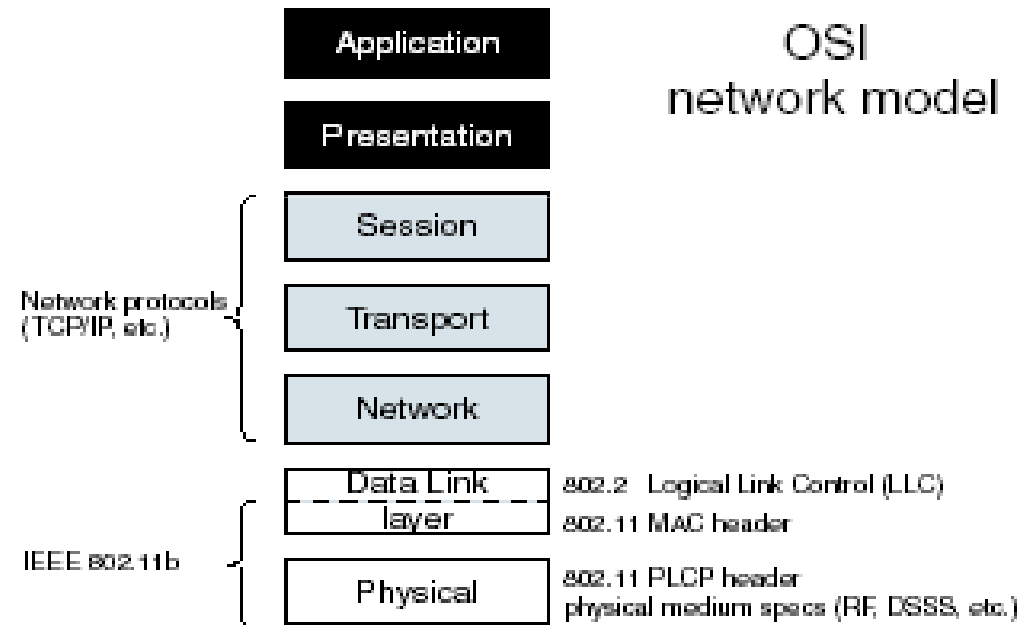 OSI
network model
Application
Presentation
Session
Network protocols
(TCP/IP, etc.)
Transport
Network
Data Link
802.2 Logical Link Control (LLC)
layer
802.11 MAC header
IEEE 802.11b
Physical
802.11 PLCP header
physical medium specs (RF, DSSS, etc.)